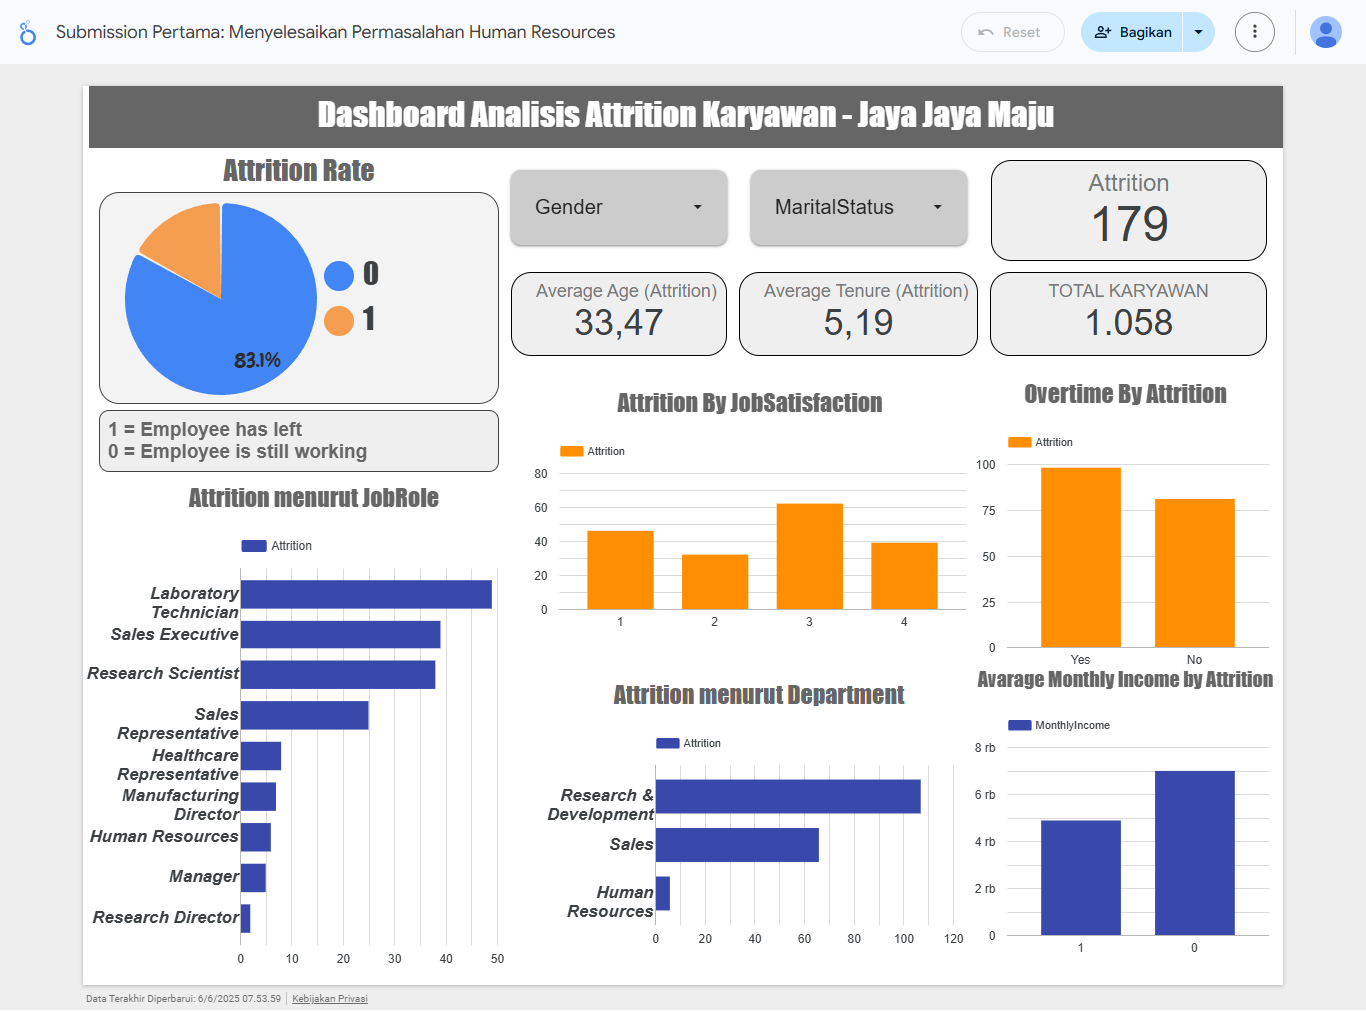 Submission Pertama: Menyelesaikan Permasalahan Human Resources
Reset
Bagikan
Dashboard Analisis Attrition Karyawan - Jaya Jaya Maju
Attrition Rate
83.1%
0
1
1 = Employee has left
0 = Employee is still working
Gender
MaritalStatus
Attrition
179
Average Age (Attrition)
33,47
Average Tenure (Attrition)
5,19
TOTAL KARYAWAN
1.058
Attrition menurut JobRole
Attrition
Laboratory
Technician
Sales Executive
Research Scientist
Sales
Representative
Healthcare
Representative
Manufacturing
Director
Human Resources
Manager
Research Director
0 10 20 30 40 50
Attrition By JobSatisfaction
Attrition
80
60
40
20
0
1 2 3 4
Overtime By Attrition
Attrition
100
75
50
25
0
Yes No
Attrition menurut Department
Attrition
Research &
Development
Sales
Human
Resources
0 20 40 60 80 100 120
Avarage Monthly Income by Attrition
MonthlyIncome
8 rb
6 rb
4 rb
2 rb
0
1 0
Data Terakhir Diperbarui: 6/6/2025 07.53.59
Kebijakan Privasi